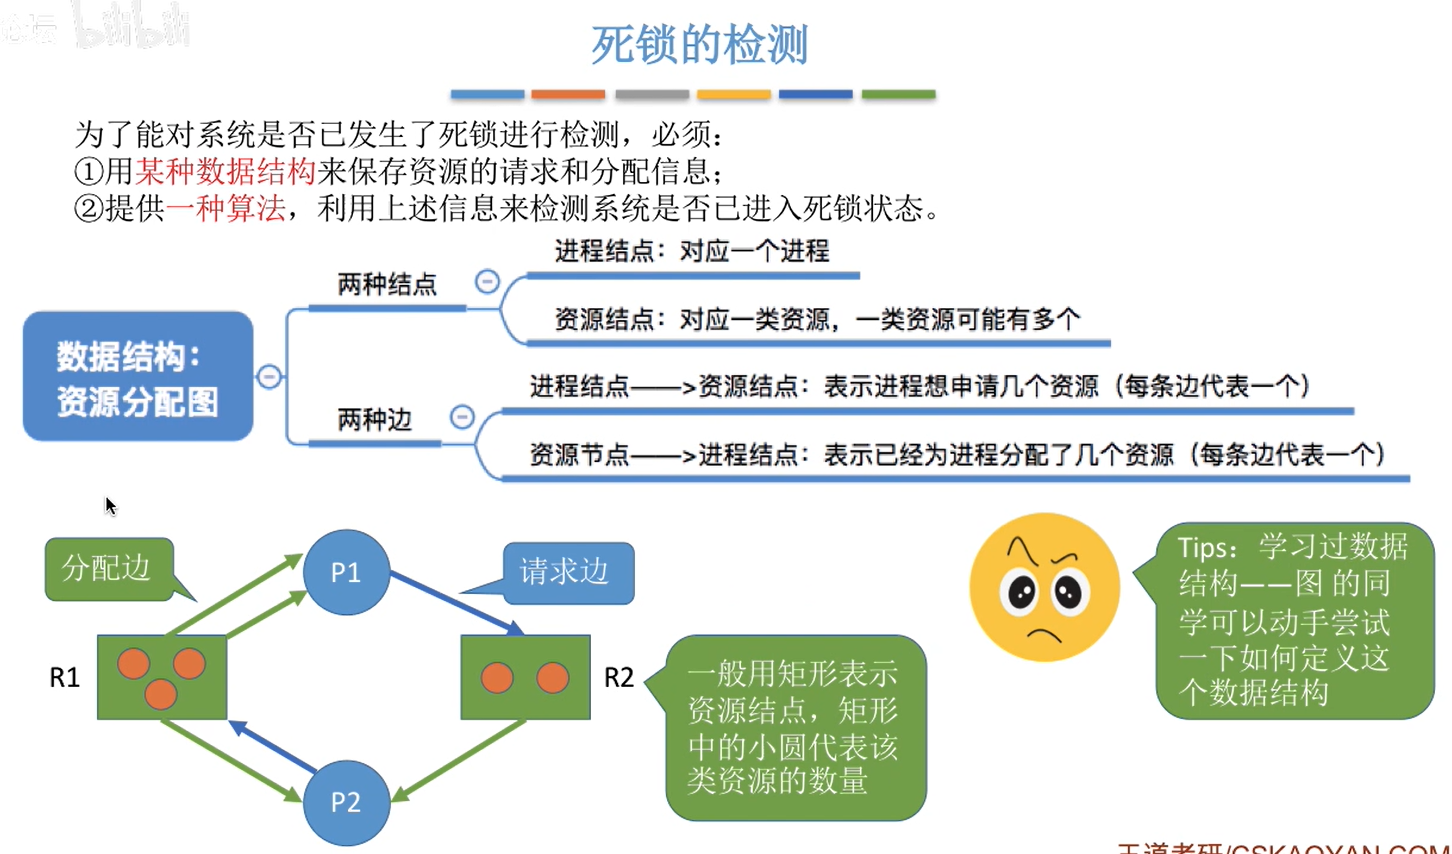 论坛 bilibili
死锁的检测
为了能对系统是否已发生了死锁进行检测，必须：
①用某种数据结构来保存资源的请求和分配信息；
②提供一种算法，利用上述信息来检测系统是否已进入死锁状态。
数据结构：
资源分配图
两种结点
进程结点：对应一个进程
资源结点：对应一类资源，一类资源可能有多个
两种边
进程结点——>资源结点：表示进程想申请几个资源（每条边代表一个）
资源节点——>进程结点：表示已经为进程分配了几个资源（每条边代表一个）
分配边
P1
请求边
R1
R2
P2
一般用矩形表示
资源结点，矩形
中的小圆代表该
类资源的数量
Tips：学习过数据
结构——图 的同
学可以动手尝试
一下如何定义这
个数据结构
王道考研/CSKAOYAN.COM